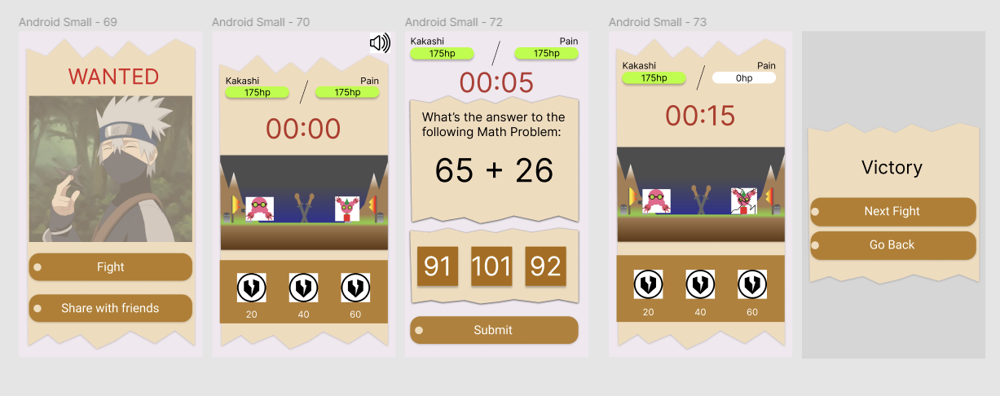 Android Small - 69
WANTED
Fight
Share with friends
Android Small - 70
Kakashi
Pain
175hp
175hp
00:00
20
40
60
Android Small - 72
Kakashi
Pain
175hp
175hp
00:05
What's the answer to the
following Math Problem:
65 + 26
91
101
92
Submit
Android Small - 73
Kakashi
Pain
175hp
0hp
00:15
20
40
60
Victory
Next Fight
Go Back